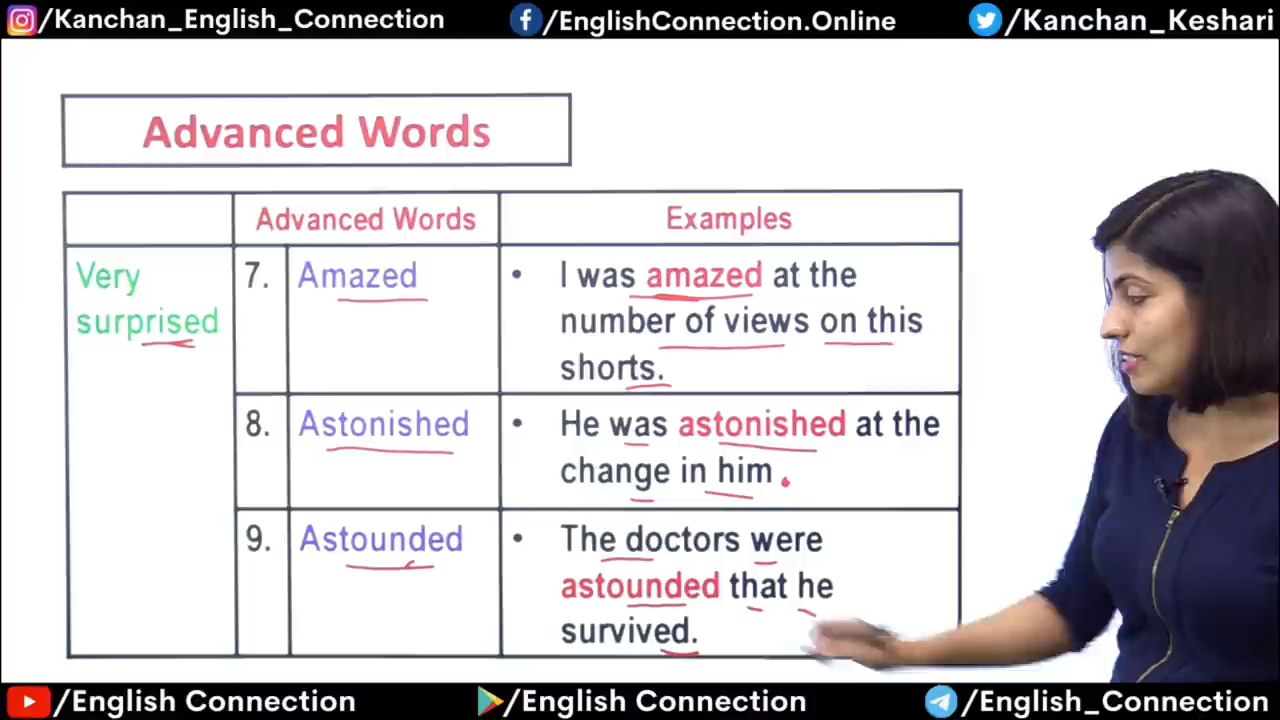 /Kanchan_English_Connection
/EnglishConnection.Online
/Kanchan_Keshari
Advanced Words
Advanced Words
Examples
Very
surprised
7.
Amazed
• I was amazed at the
number of views on this
shorts.
8.
Astonished
• He was astonished at the
change in him .
9.
Astounded
• The doctors were
astounded that he
survived.
/English Connection
/English Connection
/English_Connection